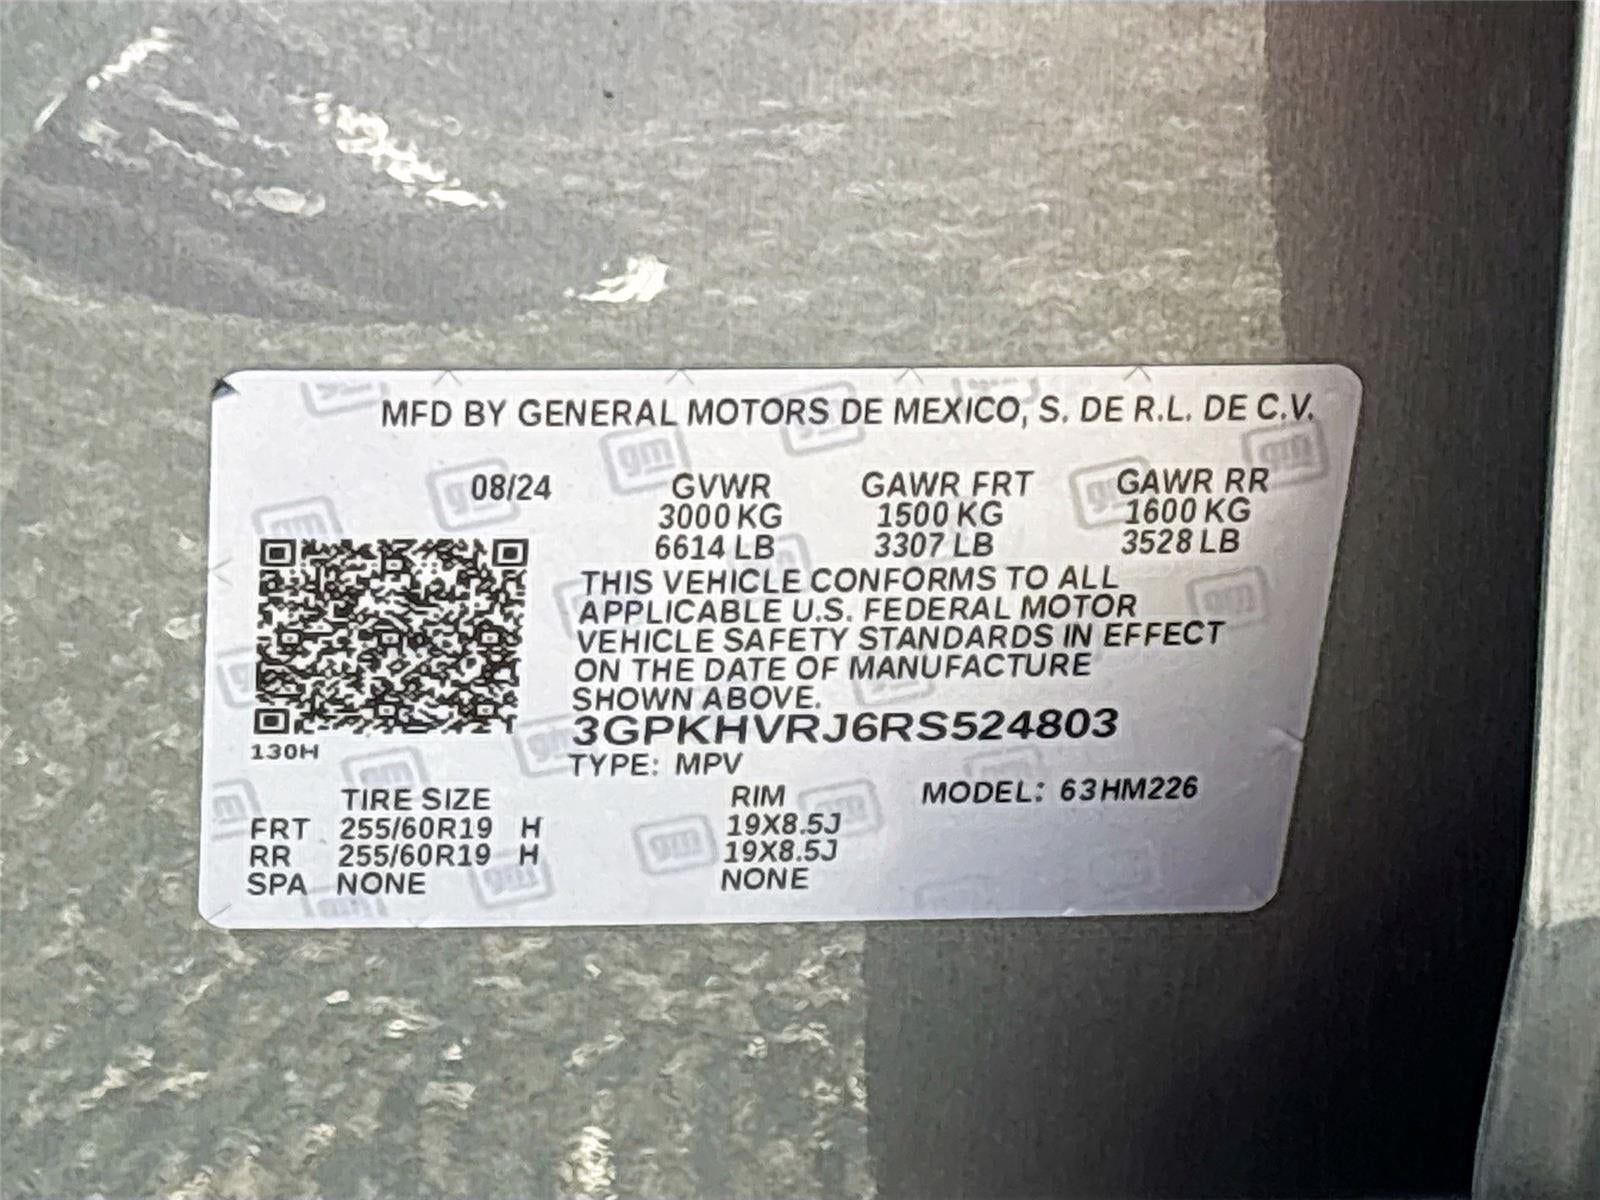 MFD BY GENERAL MOTORS DE MEXICO, S. DE R.L. DE C.V.
08/24 GVWR GAWR FRT GAWR RR
3000 KG 1500 KG 1600 KG
6614 LB 3307 LB 3528 LB
THIS VEHICLE CONFORMS TO ALL
APPLICABLE U.S. FEDERAL MOTOR
VEHICLE SAFETY STANDARDS IN EFFECT
ON THE DATE OF MANUFACTURE
SHOWN ABOVE.
3GPKHVRJ6RS524803
130H
TYPE: MPV
TIRE SIZE RIM MODEL: 63HM226
FRT 255/60R19 H 19X8.5J
RR 255/60R19 H 19X8.5J
SPA NONE NONE